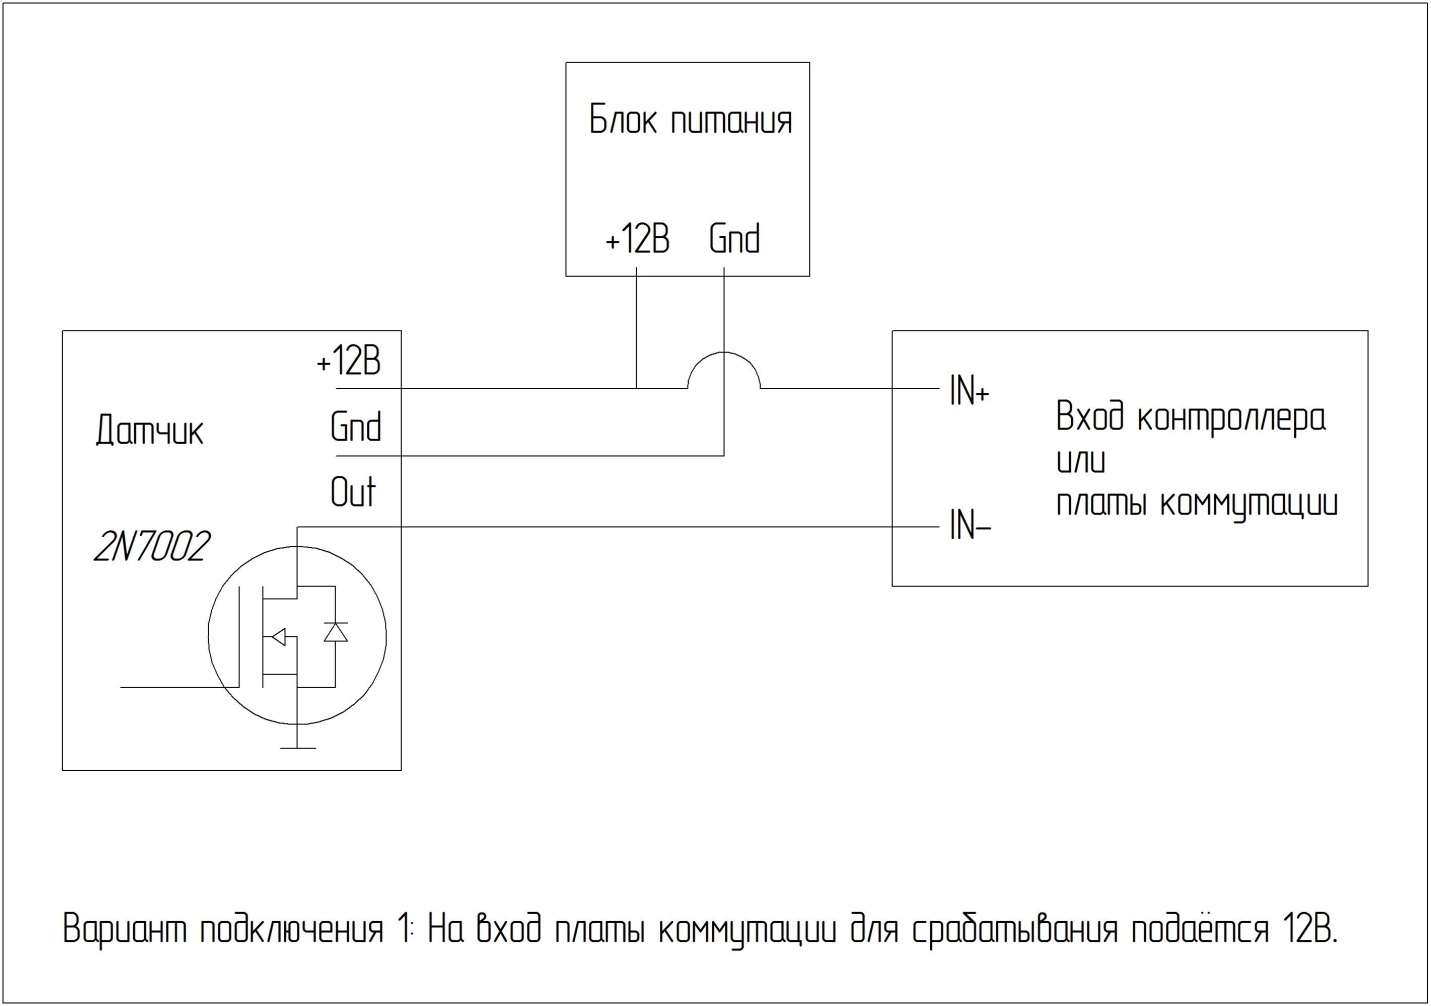 Блок питания
+12В Gnd
+12В
Gnd
Out
Датчик
2N7002
IN+
IN-
Вход контроллера
или
платы коммутации
Вариант подключения 1: На вход платы коммутации для срабатывания подаётся 12В.